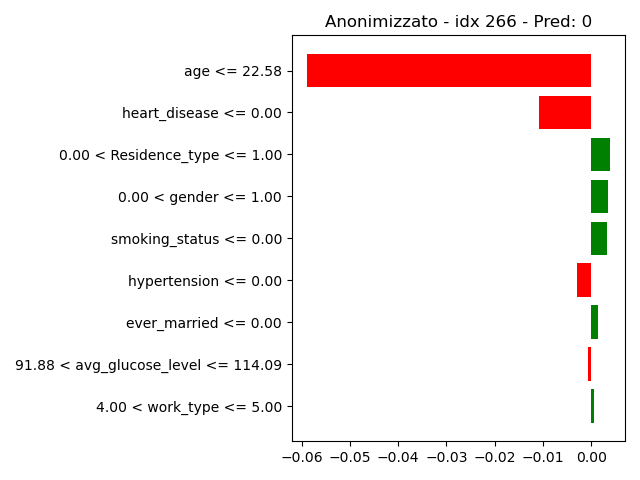 Anonimizzato - idx 266 - Pred: 0
age <= 22.58
heart_disease <= 0.00
0.00 < Residence_type <= 1.00
0.00 < gender <= 1.00
smoking_status <= 0.00
hypertension <= 0.00
ever_married <= 0.00
91.88 < avg_glucose_level <= 114.09
4.00 < work_type <= 5.00
−0.06 −0.05 −0.04 −0.03 −0.02 −0.01 0.00